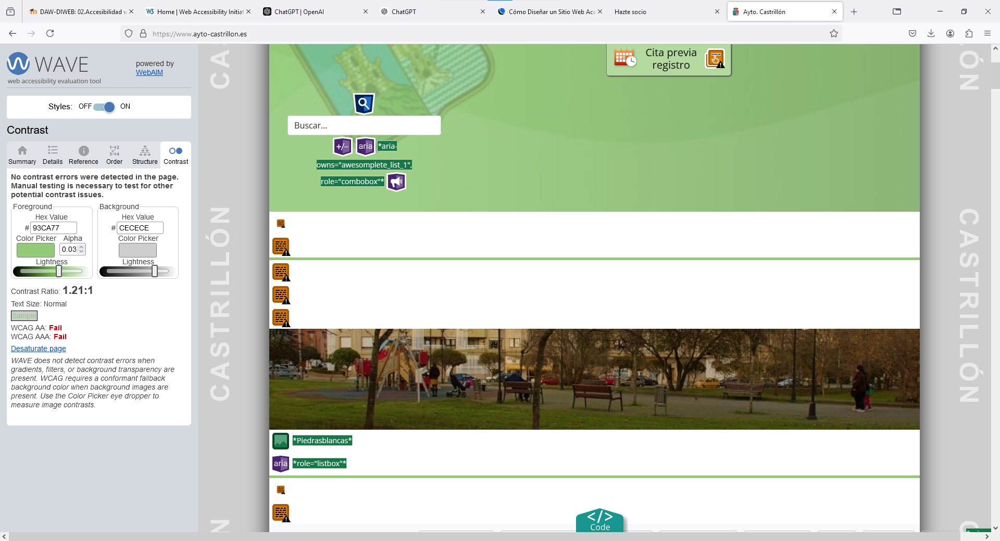 DAW-DIWEB: 02.Accesibilidad w
Home | Web Accessibility Initiat
ChatGPT | OpenAI
ChatGPT
Cómo Diseñar un Sitio Web Acc
Hazte socio
Ayto. Castrillón
https://www.ayto-castrillon.es
WAVE
powered by
WebAIM
web accessibility evaluation tool
Styles: OFF ON
Contrast
Summary
Details
Reference
Order
Structure
Contrast
No contrast errors were detected in the page.
Manual testing is necessary to test for other
potential contrast issues.
Foreground
Background
Hex Value
Hex Value
# 93CA77
# CECECE
Color Picker Alpha
Color Picker
0.03
Lightness
Lightness
Contrast Ratio: 1.21:1
Text Size: Normal
Sample
WCAG AA: Fail
WCAG AAA: Fail
Desaturate page
WAVE does not detect contrast errors when
gradients, filters, or background transparency are
present. WCAG requires a conformant fallback
background color when background images are
present. Use the Color Picker eye dropper to
measure image contrasts.
CAS
CASTRILLÓN
N
Cita previa
registro
Buscar...
+/-
aria
*aria-
owns="awesomplete_list_1",
role="combobox"*
*Piedrasblancas*
aria
*role="listbox"*
</>
Code
LÓN
CASTRILLÓN
C